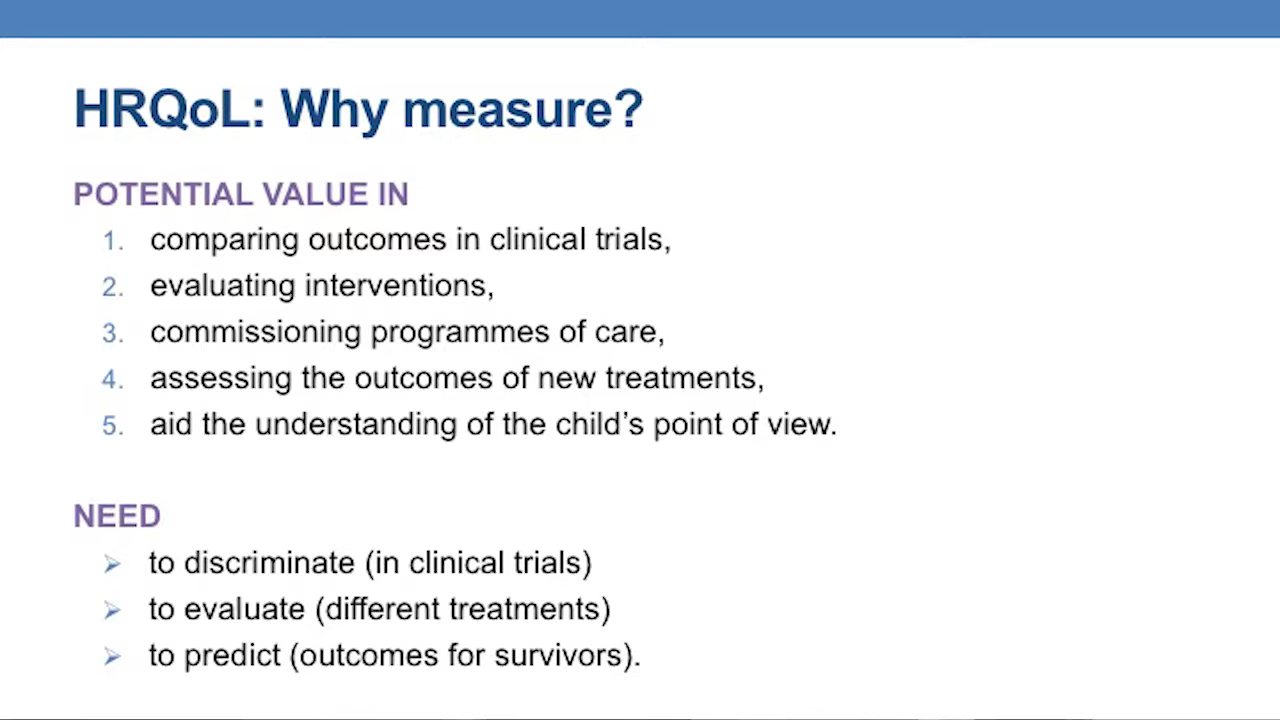 HRQoL: Why measure?
POTENTIAL VALUE IN
1. comparing outcomes in clinical trials,
2. evaluating interventions,
3. commissioning programmes of care,
4. assessing the outcomes of new treatments,
5. aid the understanding of the child’s point of view.
NEED
➢ to discriminate (in clinical trials)
➢ to evaluate (different treatments)
➢ to predict (outcomes for survivors).